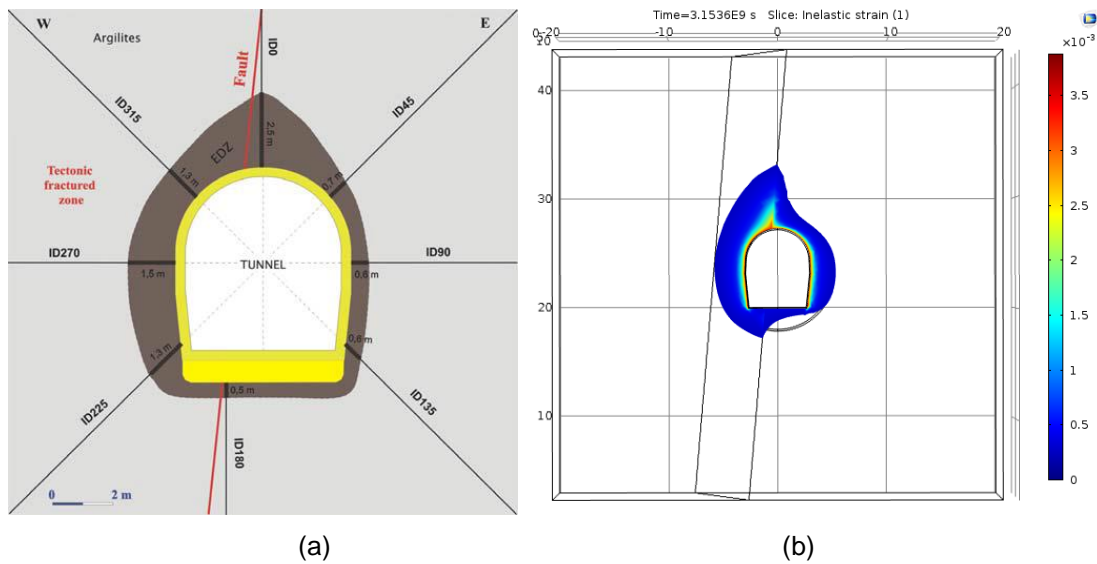 W
E
Argilites
Fault
ID0
ID315
ID45
2,5 m
EDZ
1,3 m
0,7 m
Tectonic
fractured
zone
ID270
TUNNEL
ID90
1,5 m
0,8 m
1,3 m
0,6 m
0,5 m
ID225
ID180
ID135
0 2 m
(a)
Time=3.1536E9 s Slice: Inelastic strain (1)
-20 -10 0 20
×10⁻³
40
30
20
10
3.5
3
2.5
2
1.5
1
0.5
0
(b)